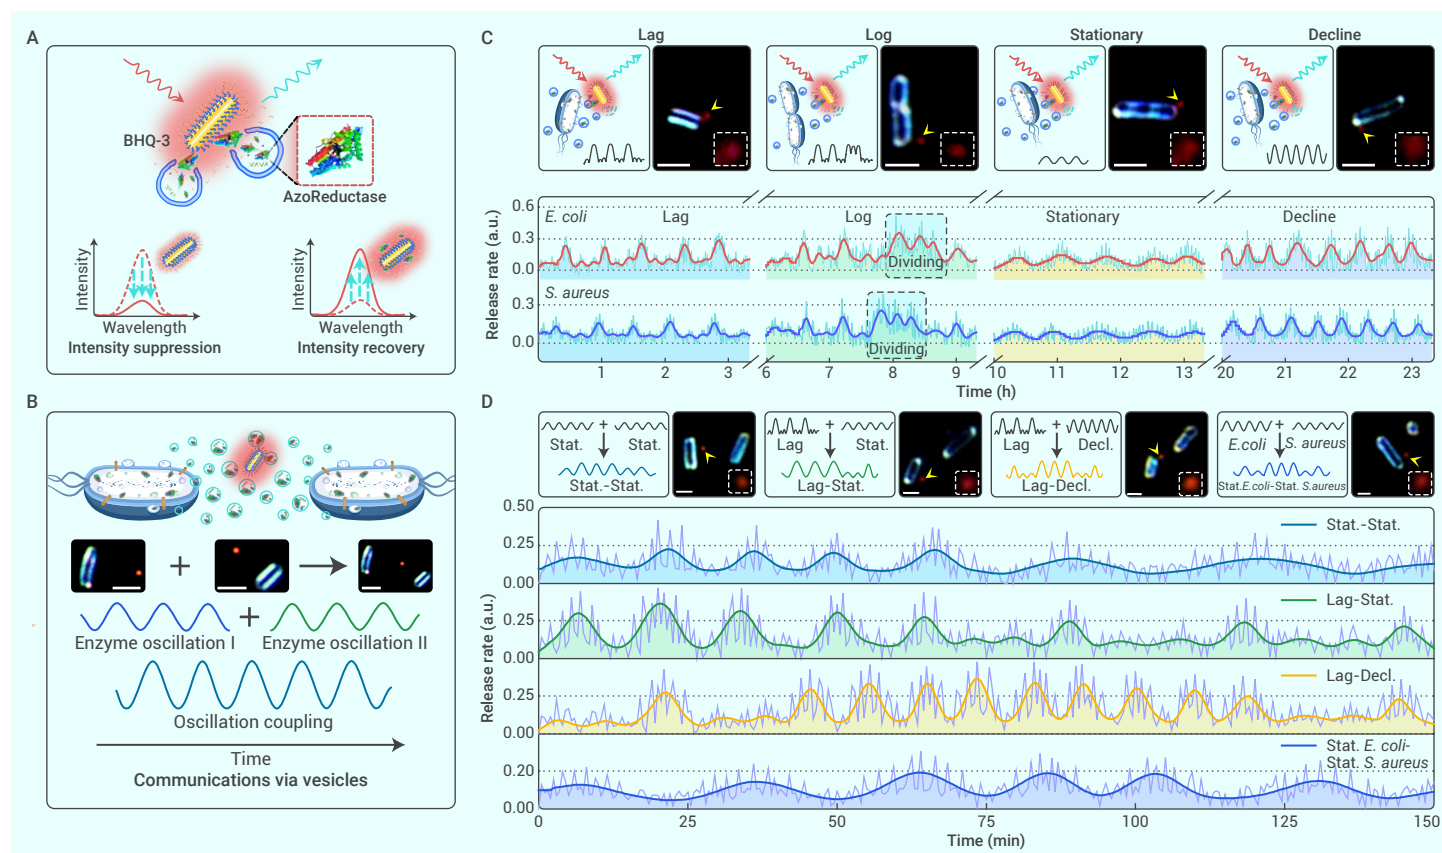 A
BHQ-3
AzoReductase
Intensity
Wavelength
Intensity suppression
Intensity
Wavelength
Intensity recovery
B
+
Enzyme oscillation I
+
Enzyme oscillation II
Oscillation coupling
Time
Communications via vesicles
C
Lag
Log
Stationary
Decline
Release rate (a.u.)
0.6
0.3
0.0
E. coli
Lag
Log
Stationary
Decline
Dividing
0.3
0.0
S. aureus
Dividing
1 2 3 6 7 8 9 10 11 12 13 20 21 22 23
Time (h)
D
+
Stat. Stat.
Stat.-Stat.
+
Lag Stat.
Lag-Stat.
+
Lag Decl.
Lag-Decl.
+
E.coli S. aureus
Stat.E.coli-Stat. S.aureus
Release rate (a.u.)
0.50
0.25
0.00
Stat.-Stat.
0.25
0.00
Lag-Stat.
0.25
0.00
Lag-Decl.
0.20
0.00
Stat. E. coli-
Stat. S. aureus
0 25 50 75 100 125 150
Time (min)